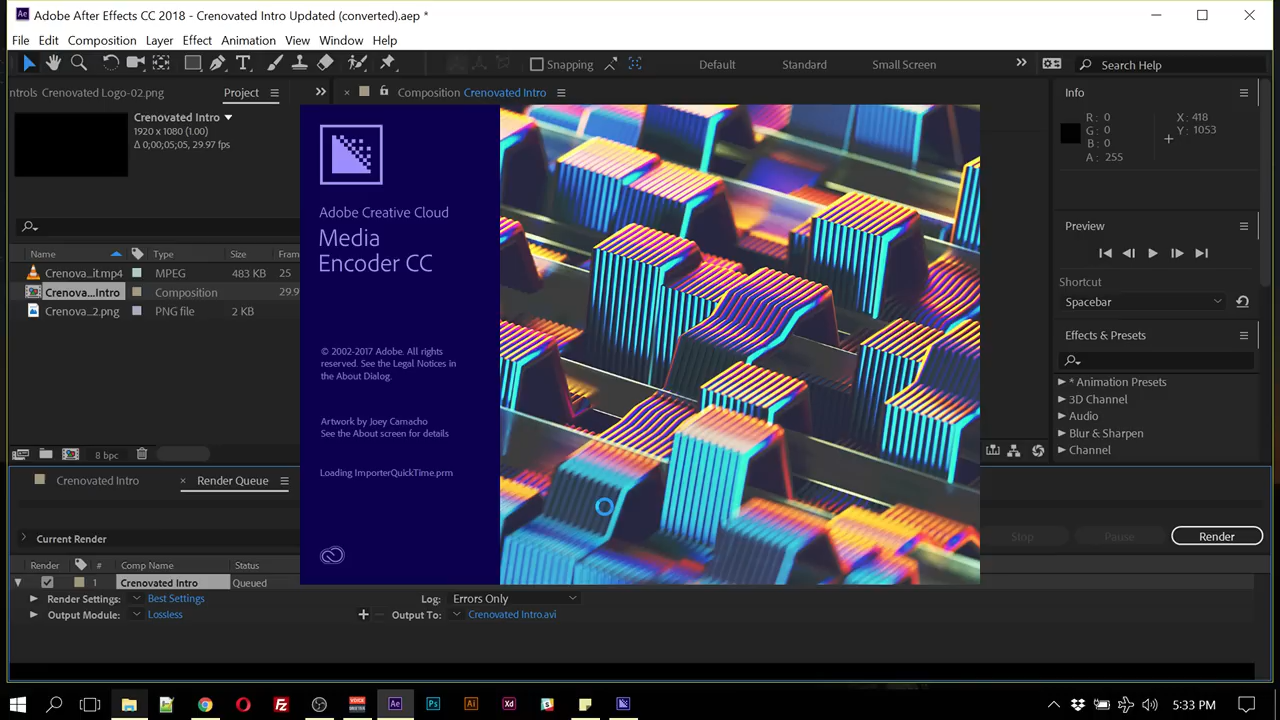 Adobe After Effects CC 2018 - Crenovated Intro Updated (converted).aep *
File Edit Composition Layer Effect Animation View Window Help
Snapping Default Standard Small Screen Search Help
ntrols Crenovated Logo-02.png Project Composition Crenovated Intro Info
Crenovated Intro
1920 x 1080 (1.00)
Δ 0;00;05;05, 29.97 fps
R: 0
G: 0
B: 0
A: 255
X: 418
Y: 1053
Name Type Size Fram
Crenova...it.mp4 MPEG 483 KB 25
Crenova...Intro Composition 29.9
Crenova...2.png PNG file 2 KB
8 bpc
Adobe Creative Cloud
Media
Encoder CC
© 2002-2017 Adobe. All rights
reserved. See the Legal Notices in
the About Dialog.
Artwork by Joey Camacho
See the About screen for details
Loading ImporterQuickTime.prm
Preview
Shortcut
Spacebar
Effects & Presets
* Animation Presets
3D Channel
Audio
Blur & Sharpen
Channel
Crenovated Intro Render Queue
Current Render Stop Pause Render
Render # Comp Name Status
1 Crenovated Intro Queued
Render Settings: Best Settings Log: Errors Only
Output Module: Lossless Output To: Crenovated Intro.avi
Ae Ps Ai Xd 5:33 PM